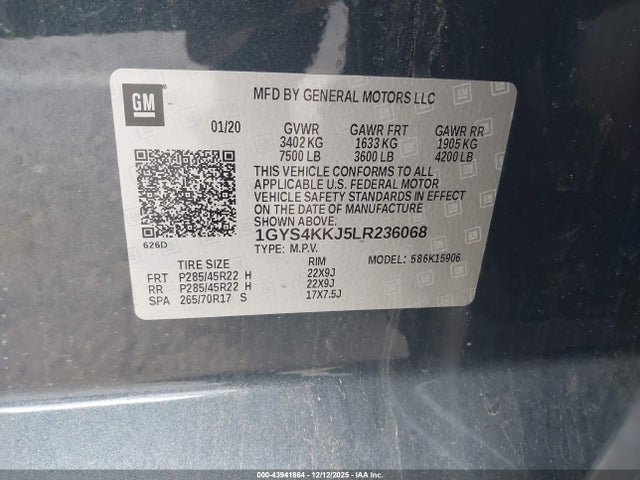 GM
MFD BY GENERAL MOTORS LLC
01/20 GVWR GAWR FRT GAWR RR
3402 KG 1633 KG 1905 KG
7500 LB 3600 LB 4200 LB
THIS VEHICLE CONFORMS TO ALL
APPLICABLE U.S. FEDERAL MOTOR
VEHICLE SAFETY STANDARDS IN EFFECT
ON THE DATE OF MANUFACTURE
SHOWN ABOVE.
1GYS4KKJ5LR236068
626D
TYPE: M.P.V. MODEL: 586K15906
TIRE SIZE RIM
FRT P285/45R22 H 22X9J
RR P285/45R22 H 22X9J
SPA 265/70R17 S 17X7.5J
000-43941864 - 12/12/2025 - IAA, Inc.